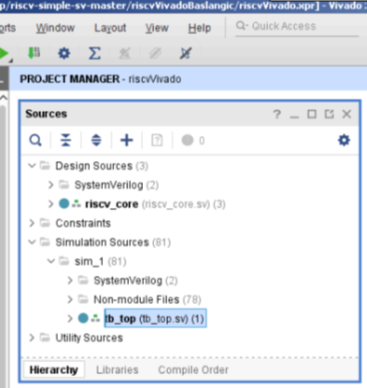 p/riscv-simple-sv-master/riscvVivadoBaslangic/riscvVivado.xpr] - Vivado
orts Window Layout View Help Quick Access
PROJECT MANAGER - riscvVivado
Sources
0
Design Sources (3)
SystemVerilog (2)
riscv_core (riscv_core.sv) (3)
Constraints
Simulation Sources (81)
sim_1 (81)
SystemVerilog (2)
Non-module Files (78)
tb_top (tb_top.sv) (1)
Utility Sources
Hierarchy Libraries Compile Order